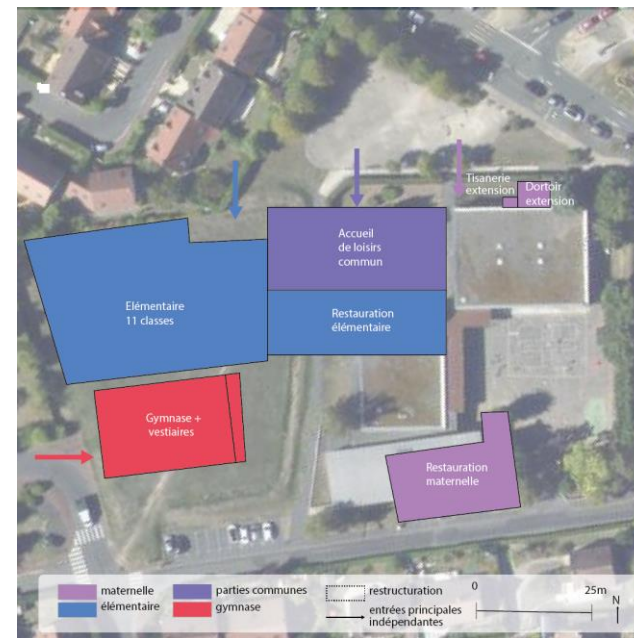 Tisanerie
extension
Dortoir
extension
Accueil
de loisirs
commun
Elémentaire
11 classes
Restauration
élémentaire
Gymnase +
vestiaires
Restauration
maternelle
maternelle
élémentaire
parties communes
gymnase
restructuration
entrées principales
indépendantes
0
25m
N